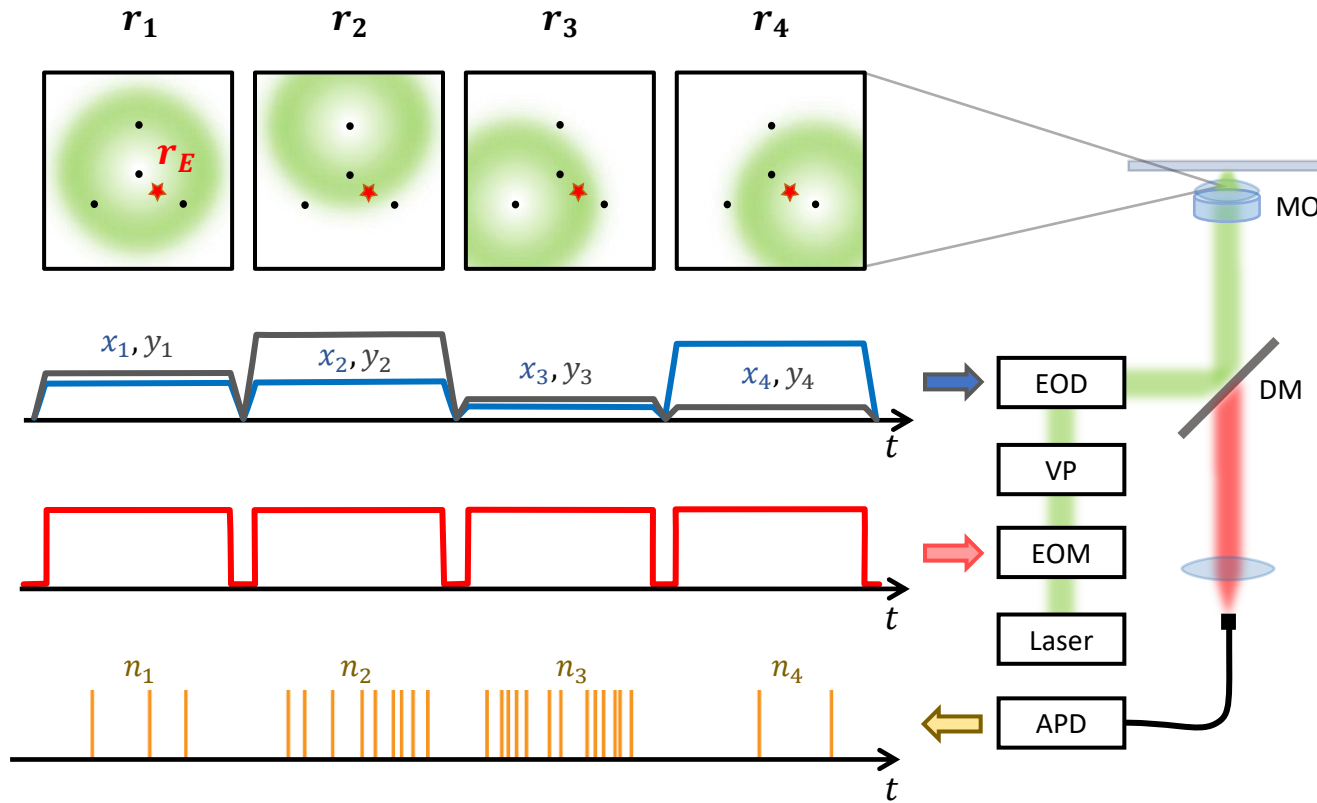 r₁ r₂ r₃ r₄
r_E
MO
x₁, y₁ x₂, y₂ x₃, y₃ x₄, y₄
t
EOD
DM
VP
EOM
t
Laser
n₁ n₂ n₃ n₄
APD
t